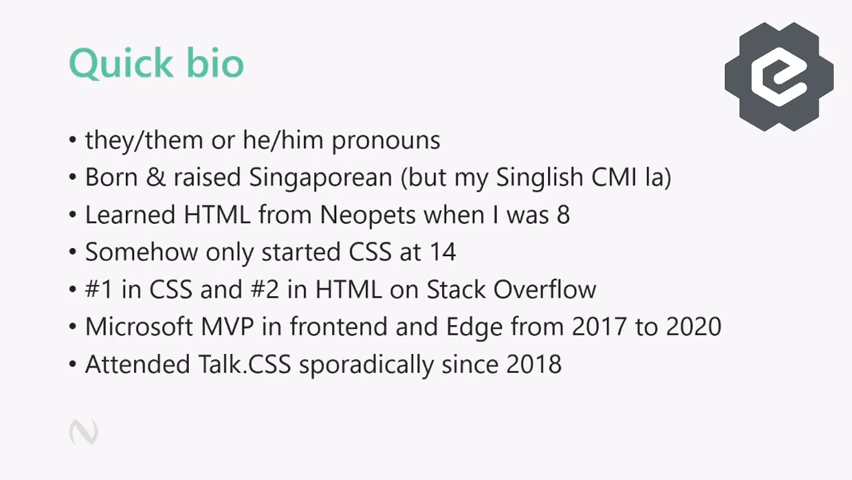 Quick bio
• they/them or he/him pronouns
• Born & raised Singaporean (but my Singlish CMI la)
• Learned HTML from Neopets when I was 8
• Somehow only started CSS at 14
• #1 in CSS and #2 in HTML on Stack Overflow
• Microsoft MVP in frontend and Edge from 2017 to 2020
• Attended Talk.CSS sporadically since 2018